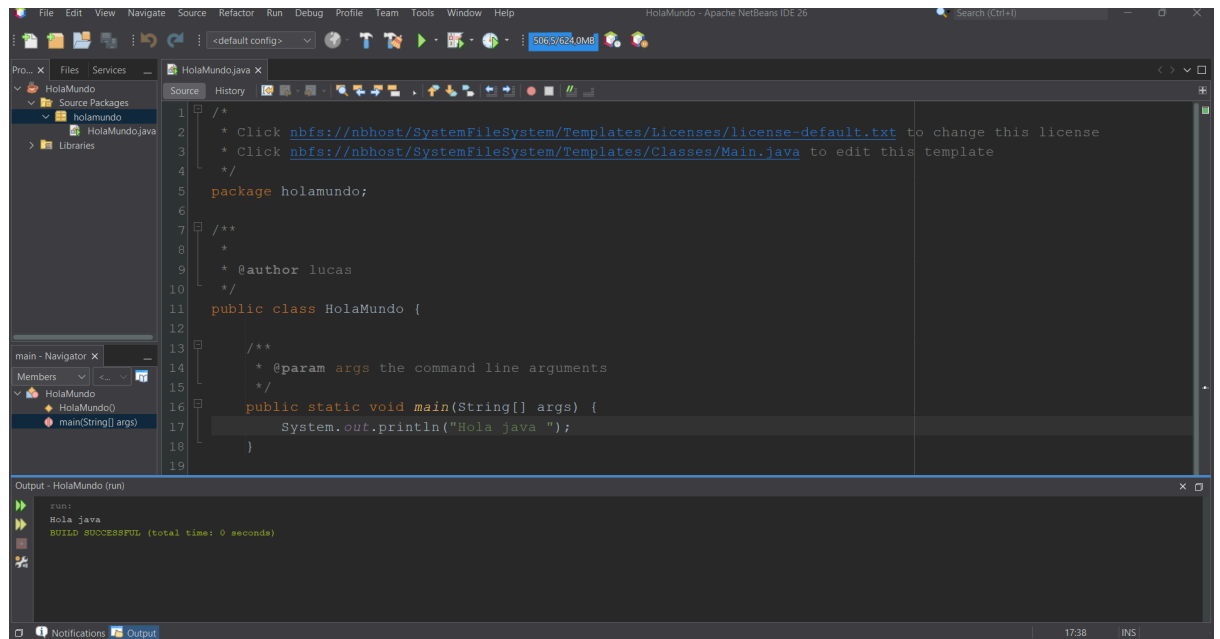 File Edit View Navigate Source Refactor Run Debug Profile Team Tools Window Help HolaMundo - Apache NetBeans IDE 26 Search (Ctrl+I)
<default config> 506,5/624,0MB
Pro... Files Services
HolaMundo
Source Packages
holamundo
HolaMundo.java
Libraries
HolaMundo.java
Source History
1 /*
2 * Click nbfs://nbhost/SystemFileSystem/Templates/Licenses/license-default.txt to change this license
3 * Click nbfs://nbhost/SystemFileSystem/Templates/Classes/Main.java to edit this template
4 */
5 package holamundo;
6
7 /**
8 *
9 * @author lucas
10 */
11 public class HolaMundo {
12
13 /**
14 * @param args the command line arguments
15 */
16 public static void main(String[] args) {
17 System.out.println("Hola java ");
18 }
19
main - Navigator
Members <...
HolaMundo
HolaMundo()
main(String[] args)
Output - HolaMundo (run)
run:
Hola java
BUILD SUCCESSFUL (total time: 0 seconds)
Notifications Output 17:38 INS